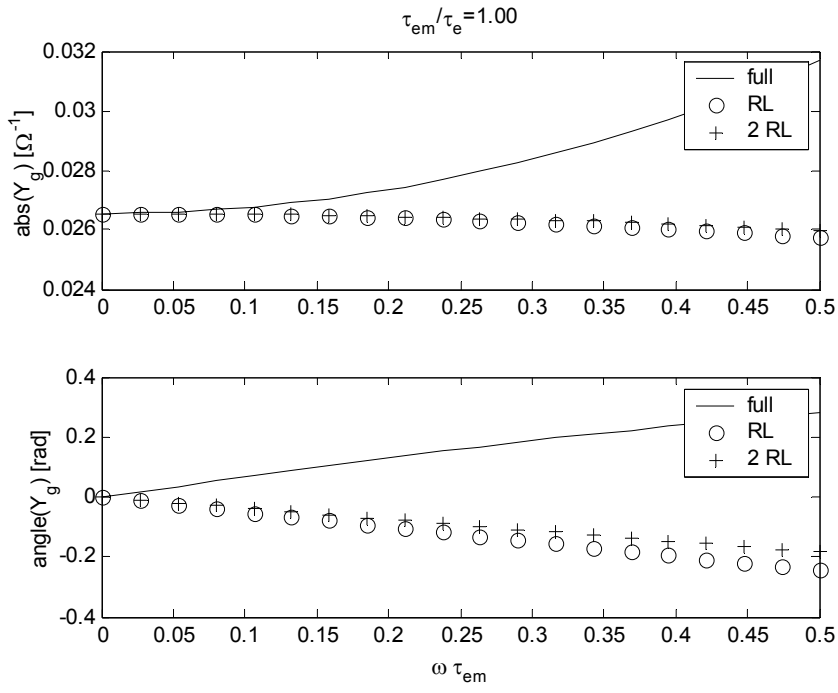 τem/τe=1.00
0.032
0.03
0.028
0.026
0.024
abs(Yg) [Ω⁻¹]
full
RL
2 RL
0 0.05 0.1 0.15 0.2 0.25 0.3 0.35 0.4 0.45 0.5
0.4
0.2
0
-0.2
-0.4
angle(Yg) [rad]
full
RL
2 RL
0 0.05 0.1 0.15 0.2 0.25 0.3 0.35 0.4 0.45 0.5
ω τem